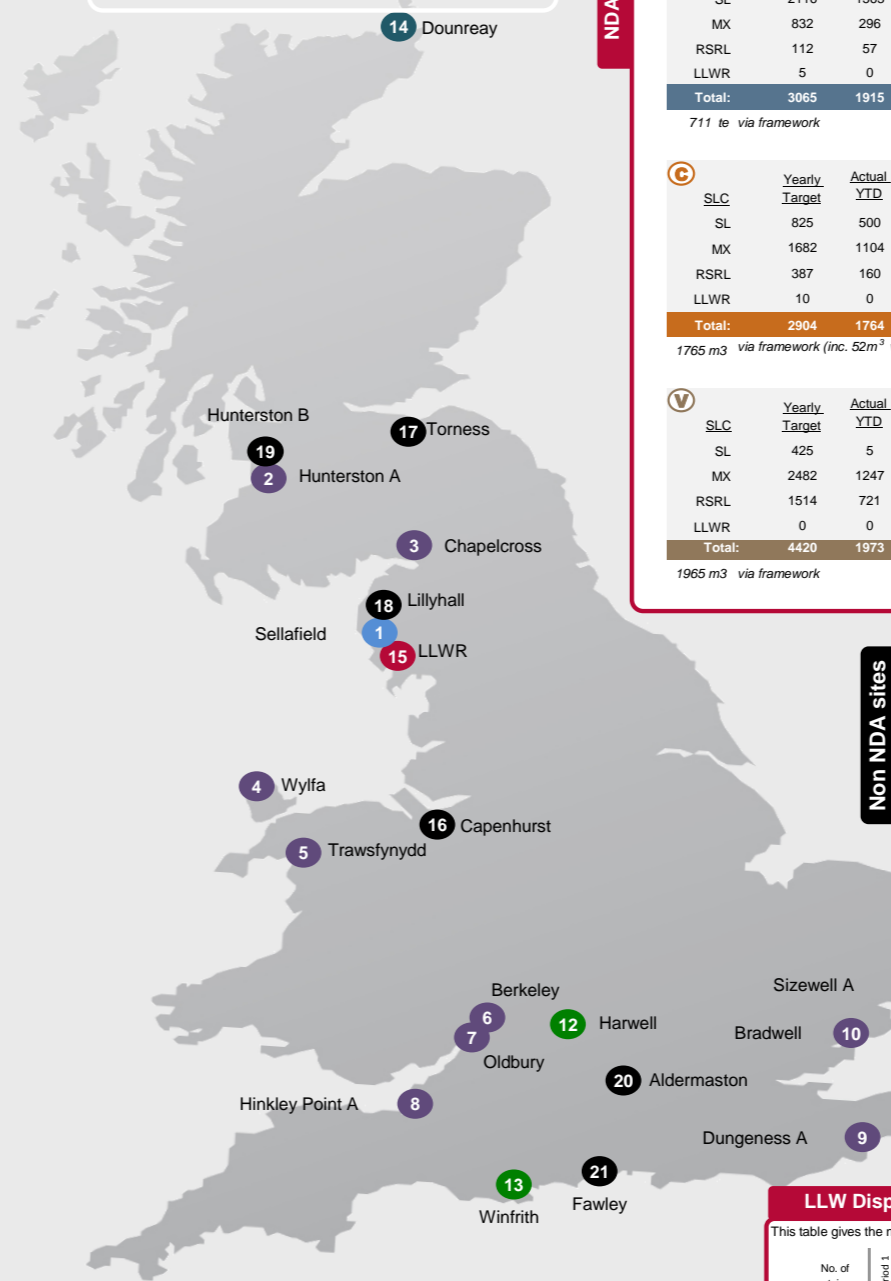 14 Dounreay
NDA
MX 832 296
RSRL 112 57
LLWR 5 0
Total: 3065 1915
711 te via framework
C
Yearly Actual
SLC Target YTD
SL 825 500
MX 1682 1104
RSRL 387 160
LLWR 10 0
Total: 2904 1764
1765 m3 via framework (inc. 52m³
V
Yearly Actual
SLC Target YTD
SL 425 5
MX 2482 1247
RSRL 1514 721
LLWR 0 0
Total: 4420 1973
1965 m3 via framework
Hunterston B
19
17 Torness
2 Hunterston A
3 Chapelcross
18 Lillyhall
Sellafield 1
15 LLWR
Non NDA sites
4 Wylfa
16 Capenhurst
5 Trawsfynydd
Berkeley
6
Sizewell A
12 Harwell
Bradwell 10
7
Oldbury
20 Aldermaston
Hinkley Point A 8
Dungeness A 9
21
Fawley
13
Winfrith
LLW Disp
This table gives the
No. of